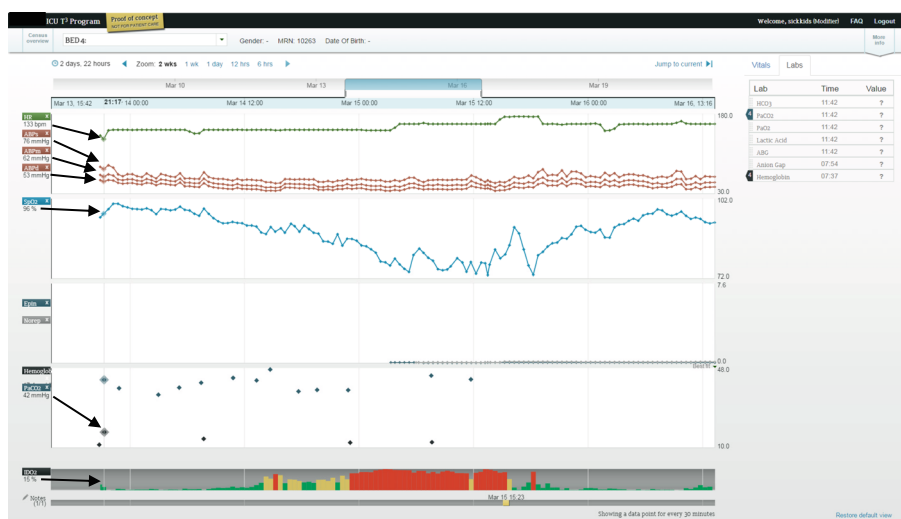 ICU T³ Program
Proof of concept
NOT FOR PATIENT CARE
Welcome, sickkids (Modifier) FAQ Logout
Census overview
BED 4:
Gender: - MRN: 10263 Date Of Birth: -
More info
2 days, 22 hours Zoom: 2 wks 1 wk 1 day 12 hrs 6 hrs
Jump to current
Vitals Labs
Mar 10 Mar 13 Mar 16 Mar 19
Mar 13, 15:42 21:17 14 00:00 Mar 14 12:00 Mar 15 00:00 Mar 15 12:00 Mar 16 00:00 Mar 16, 13:16
Lab Time Value
HCO3 11:42 ?
4 PaCO2 11:42 ?
PaO2 11:42 ?
Lactic Acid 11:42 ?
ABG 11:42 ?
Anion Gap 07:54 ?
4 Hemoglobin 07:37 ?
HR x
133 bpm
ABPs x
76 mmHg
ABPm x
62 mmHg
ABPd x
53 mmHg
180.0
30.0
SpO2 x
96 %
102.0
72.0
Epin x
Norep x
7.6
0.0
Hemoglob
PaCO2 x
42 mmHg
48.0
10.0
IDO2
15 %
Notes
(1/1)
Mar 15 15:23
Showing a data point for every 30 minutes
Restore default view